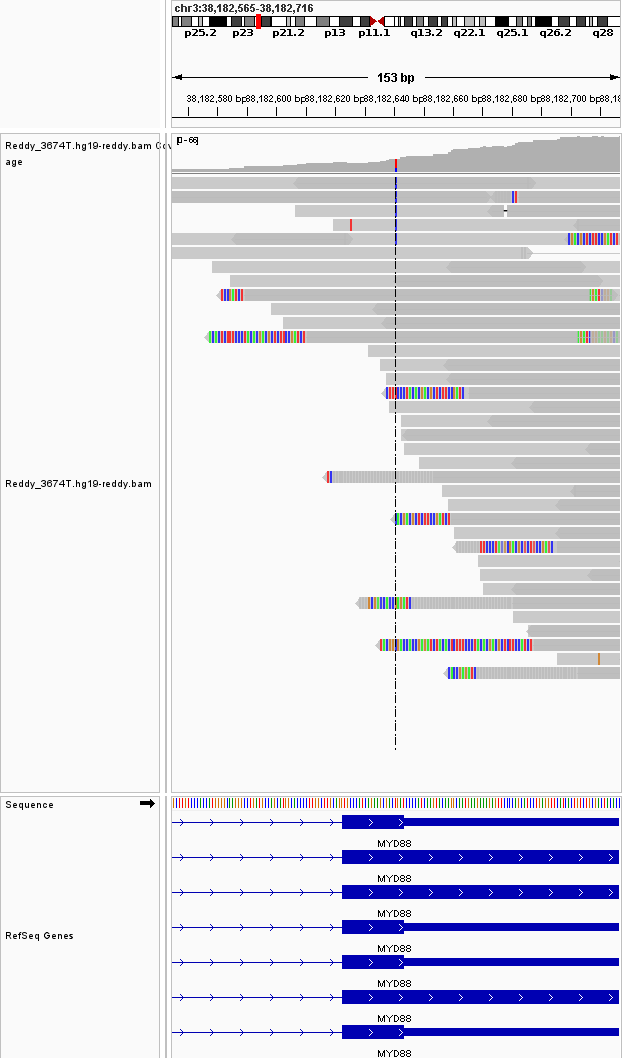 chr3:38,182,565-38,182,716
p25.2 p23 p21.2 p13 p11.1 q13.2 q22.1 q25.1 q26.2 q28
153 bp
38,182,580 bp 38,182,600 bp 38,182,620 bp 38,182,640 bp 38,182,660 bp 38,182,680 bp 38,182,700 bp
Reddy_3674T.hg19-reddy.bam
age
[0 - 66]
Reddy_3674T.hg19-reddy.bam
Sequence
MYD88
MYD88
MYD88
RefSeq Genes
MYD88
MYD88
MYD88
MYD88